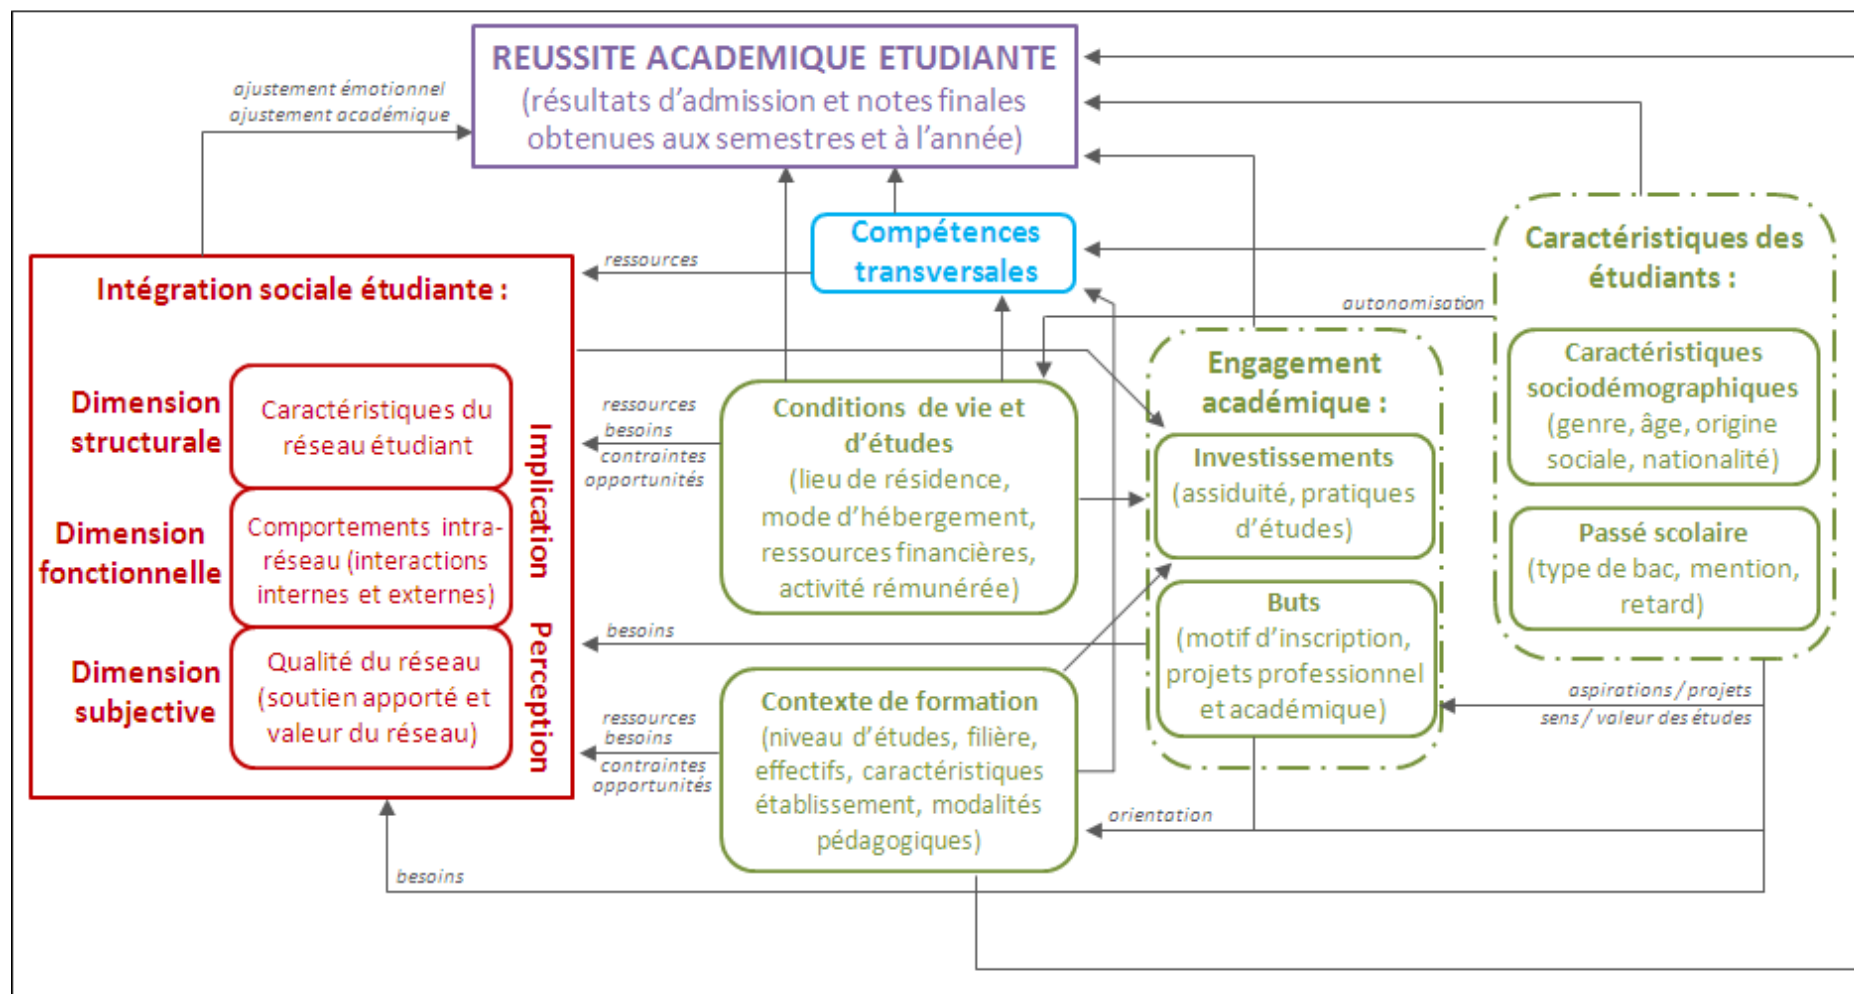 REUSSITE ACADEMIQUE ETUDIANTE
(résultats d'admission et notes finales
obtenues aux semestres et à l'année)
ajustement émotionnel
ajustement académique
Compétences
transversales
ressources
Caractéristiques des
étudiants :
autonomisation
Caractéristiques
sociodémographiques
(genre, âge, origine
sociale, nationalité)
Passé scolaire
(type de bac, mention,
retard)
Intégration sociale étudiante :
Dimension
structurale
Caractéristiques du
réseau étudiant
Dimension
fonctionnelle
Comportements intra-
réseau (interactions
internes et externes)
Dimension
subjective
Qualité du réseau
(soutien apporté et
valeur du réseau)
Implication
Perception
ressources
besoins
contraintes
opportunités
Conditions de vie et
d'études
(lieu de résidence,
mode d'hébergement,
ressources financières,
activité rémunérée)
Engagement
académique :
Investissements
(assiduité, pratiques
d'études)
Buts
(motif d'inscription,
projets professionnel
et académique)
besoins
ressources
besoins
contraintes
opportunités
Contexte de formation
(niveau d'études, filière,
effectifs, caractéristiques
établissement, modalités
pédagogiques)
aspirations / projets
sens / valeur des études
orientation
besoins